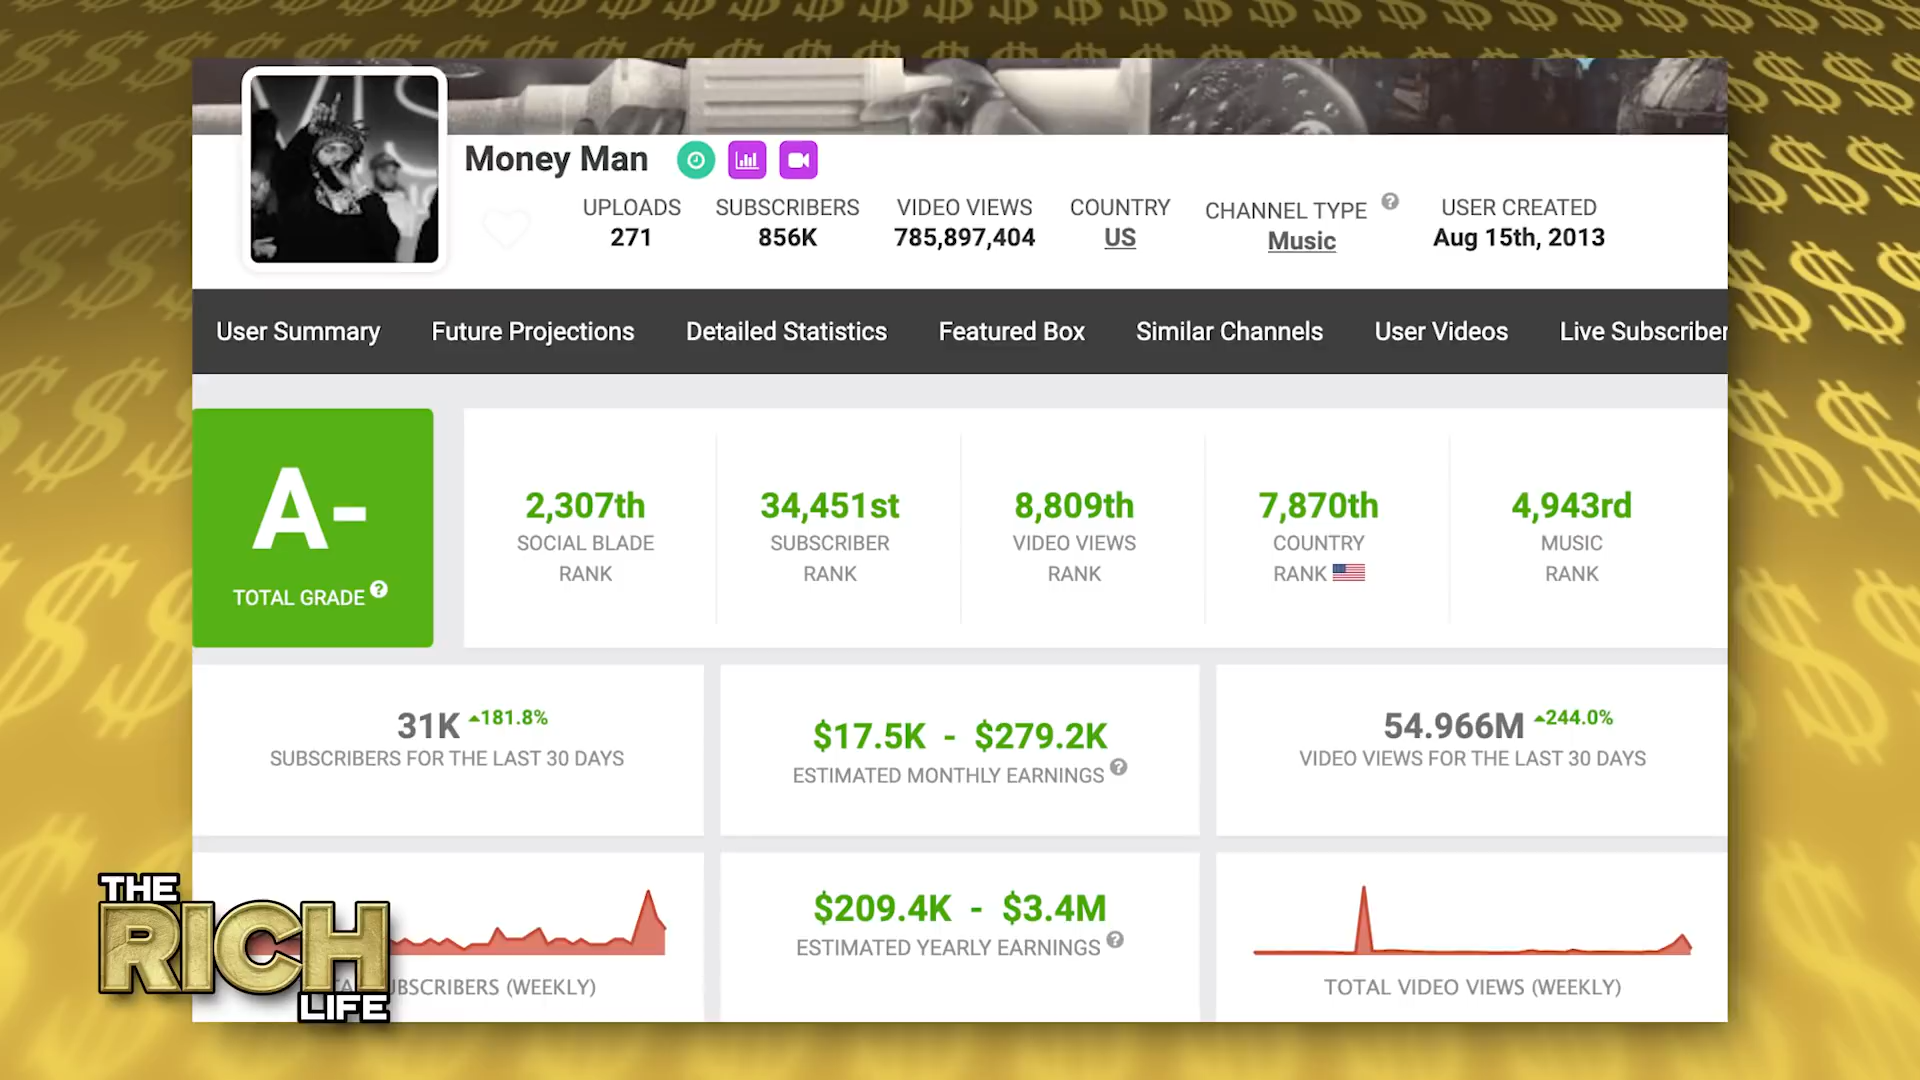 Money Man
UPLOADS
271
SUBSCRIBERS
856K
VIDEO VIEWS
785,897,404
COUNTRY
US
CHANNEL TYPE ?
Music
USER CREATED
Aug 15th, 2013
User Summary Future Projections Detailed Statistics Featured Box Similar Channels User Videos Live Subscriber
A-
TOTAL GRADE ?
2,307th
SOCIAL BLADE
RANK
34,451st
SUBSCRIBER
RANK
8,809th
VIDEO VIEWS
RANK
7,870th
COUNTRY
RANK
4,943rd
MUSIC
RANK
31K 181.8%
SUBSCRIBERS FOR THE LAST 30 DAYS
$17.5K - $279.2K
ESTIMATED MONTHLY EARNINGS ?
54.966M 244.0%
VIDEO VIEWS FOR THE LAST 30 DAYS
(WEEKLY)
$209.4K - $3.4M
ESTIMATED YEARLY EARNINGS ?
TOTAL VIDEO VIEWS (WEEKLY)
THE
RICH
LIFE